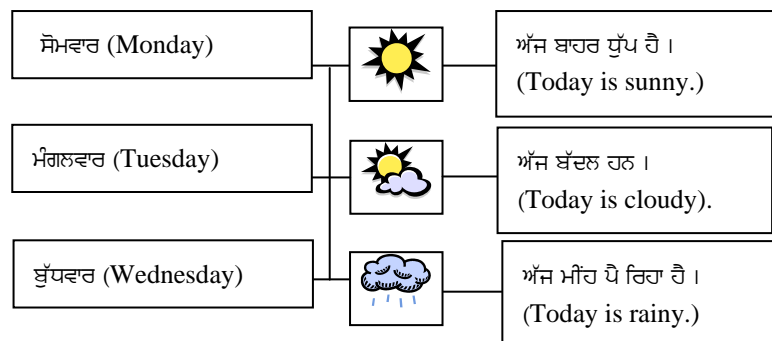 ਸੋਮਵਾਰ (Monday)
ਅੱਜ ਬਾਹਰ ਧੁੱਪ ਹੈ ।
(Today is sunny.)
ਮੰਗਲਵਾਰ (Tuesday)
ਅੱਜ ਬੱਦਲ ਹਨ ।
(Today is cloudy).
ਬੁੱਧਵਾਰ (Wednesday)
ਅੱਜ ਮੀਂਹ ਪੈ ਰਿਹਾ ਹੈ ।
(Today is rainy.)